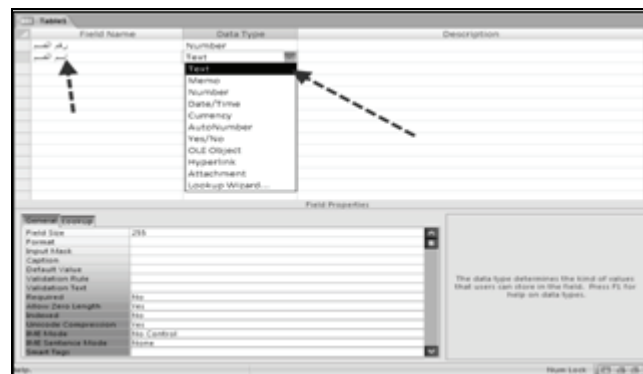 Table1
Field Name Data Type Description
رقم القسم Number
إسم القسم Text
Text
Memo
Number
Date/Time
Currency
AutoNumber
Yes/No
OLE Object
Hyperlink
Attachment
Lookup Wizard...
Field Properties
General Lookup
Field Size 255
Format
Input Mask
Caption
Default Value
Validation Rule
Validation Text
Required No
Allow Zero Length Yes
Indexed No
Unicode Compression Yes
IME Mode No Control
IME Sentence Mode None
Smart Tags
The data type determines the kind of values
that users can store in the field. Press F1 for
help on data types.
help.
Num Lock